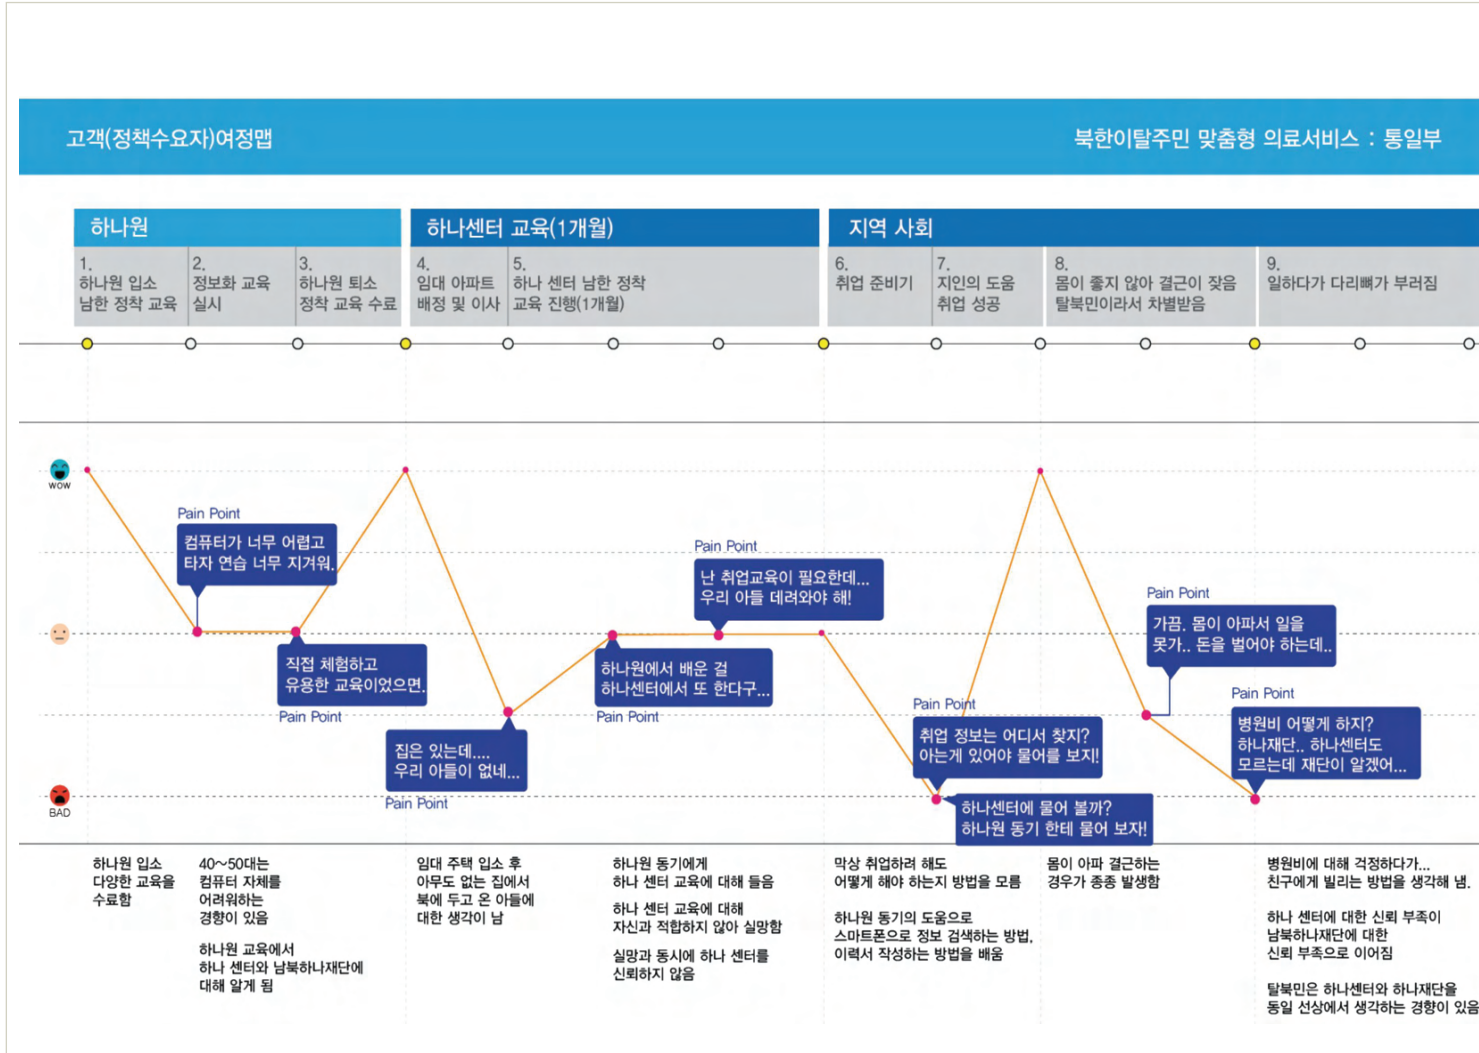 고객(정책수요자)여정맵
북한이탈주민 맞춤형 의료서비스 : 통일부
하나원
하나센터 교육(1개월)
지역 사회
1.
하나원 입소
남한 정착 교육
2.
정보화 교육
실시
3.
하나원 퇴소
정착 교육 수료
4.
임대 아파트
배정 및 이사
5.
하나 센터 남한 정착
교육 진행(1개월)
6.
취업 준비기
7.
지인의 도움
취업 성공
8.
몸이 좋지 않아 결근이 잦음
탈북민이라서 차별받음
9.
일하다가 다리뼈가 부러짐
WOW
BAD
Pain Point
컴퓨터가 너무 어렵고
타자 연습 너무 지겨워.
직접 체험하고
유용한 교육이었으면.
Pain Point
집은 있는데....
우리 아들이 없네...
Pain Point
하나원에서 배운 걸
하나센터에서 또 한다구...
Pain Point
Pain Point
난 취업교육이 필요한데...
우리 아들 데려와야 해!
Pain Point
취업 정보는 어디서 찾지?
아는게 있어야 물어를 보지!
하나센터에 물어 볼까?
하나원 동기 한테 물어 보자!
Pain Point
가끔. 몸이 아파서 일을
못가.. 돈을 벌어야 하는데..
Pain Point
병원비 어떻게 하지?
하나재단.. 하나센터도
모르는데 재단이 알겠어...
하나원 입소
다양한 교육을
수료함
40~50대는
컴퓨터 자체를
어려워하는
경향이 있음
하나원 교육에서
하나 센터와 남북하나재단에
대해 알게 됨
임대 주택 입소 후
아무도 없는 집에서
북에 두고 온 아들에
대한 생각이 남
하나원 동기에게
하나 센터 교육에 대해 들음
하나 센터 교육에 대해
자신과 적합하지 않아 실망함
실망과 동시에 하나 센터를
신뢰하지 않음
막상 취업하려 해도
어떻게 해야 하는지 방법을 모름
하나원 동기의 도움으로
스마트폰으로 정보 검색하는 방법,
이력서 작성하는 방법을 배움
몸이 아파 결근하는
경우가 종종 발생함
병원비에 대해 걱정하다가...
친구에게 빌리는 방법을 생각해 냄.
하나 센터에 대한 신뢰 부족이
남북하나재단에 대한
신뢰 부족으로 이어짐
탈북민은 하나센터와 하나재단을
동일 선상에서 생각하는 경향이 있음